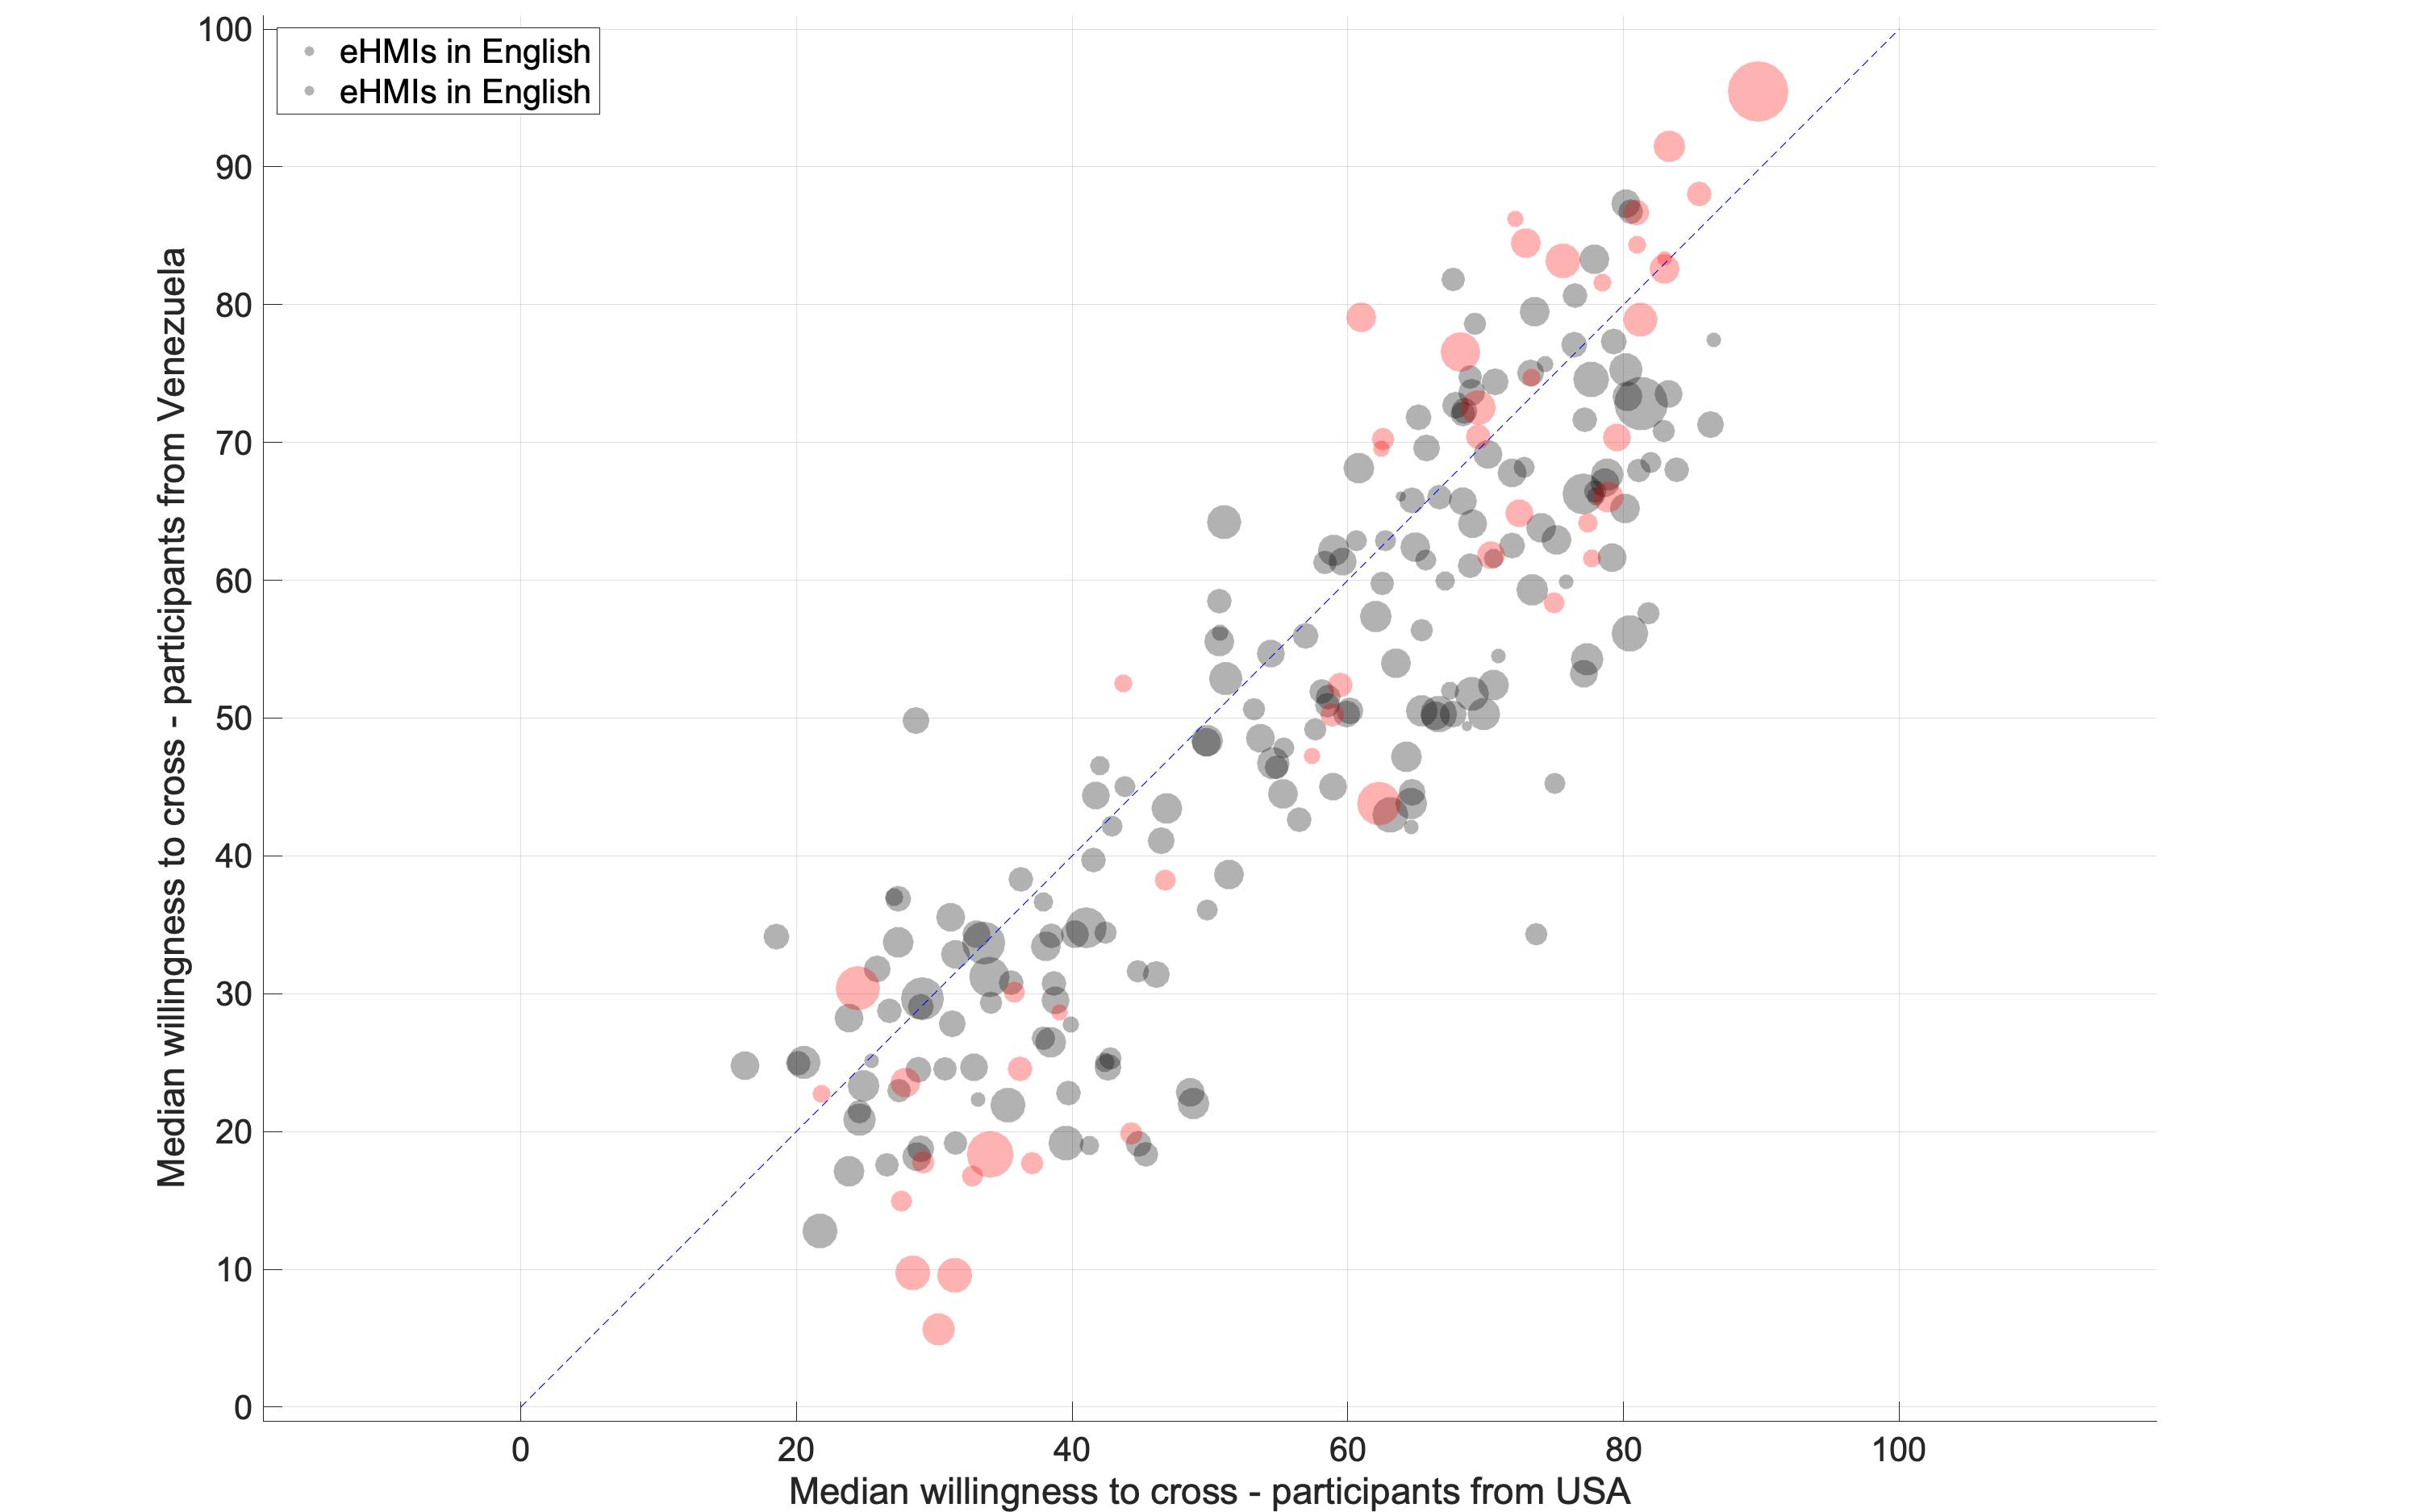 eHMIs in English
eHMIs in English
Median willingness to cross - participants from Venezuela
100
90
80
70
60
50
40
30
20
10
0
0 20 40 60 80 100
Median willingness to cross - participants from USA